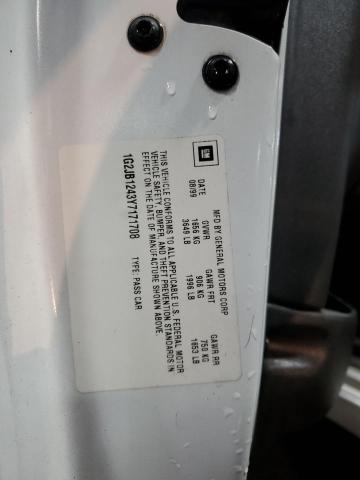 GM
MFD BY GENERAL MOTORS CORP
DATE GVWR GAWR FRT GAWR RR
08/99 1656 KG 906 KG 750 KG
3649 LB 1996 LB 1653 LB
THIS VEHICLE CONFORMS TO ALL APPLICABLE U.S. FEDERAL MOTOR
VEHICLE SAFETY, BUMPER, AND THEFT PREVENTION STANDARDS IN
EFFECT ON THE DATE OF MANUFACTURE SHOWN ABOVE.
1G2JB1243Y7171708 TYPE: PASS CAR